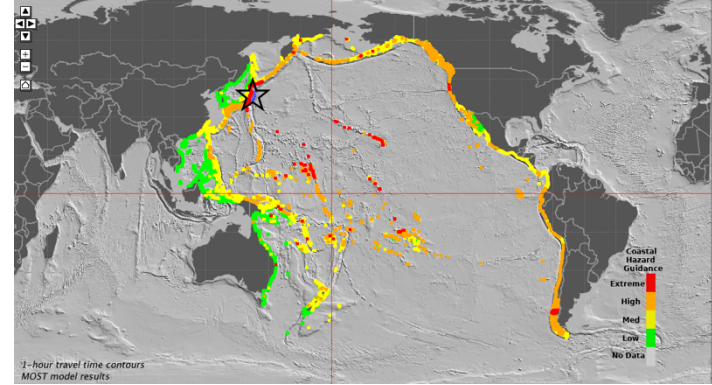 Coastal
Hazard
Guidance
Extreme
High
Med
Low
No Data
1-hour travel time contours
MOST model results